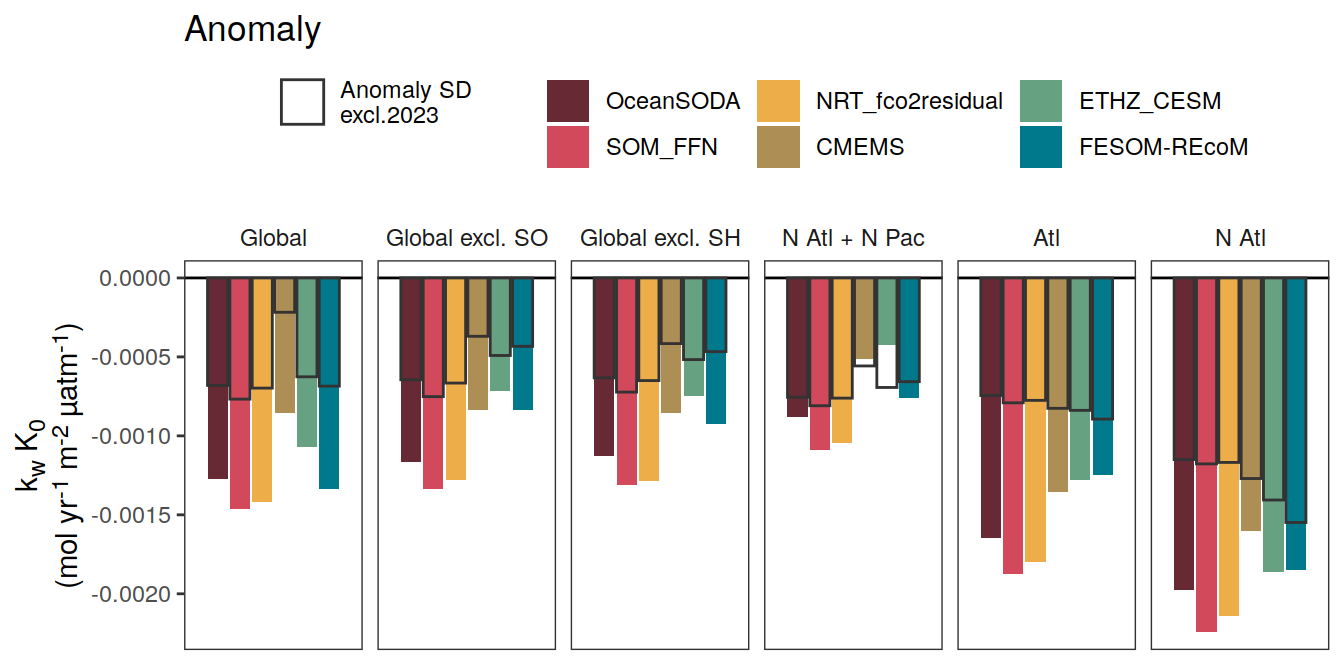 Anomaly
Anomaly SD
excl.2023
OceanSODA
SOM_FFN
NRT_fco2residual
CMEMS
ETHZ_CESM
FESOM-REcoM
Global
Global excl. SO
Global excl. SH
N Atl + N Pac
Atl
N Atl
0.0000
-0.0005
-0.0010
-0.0015
-0.0020
kw K0
(mol yr-1 m-2 µatm-1)